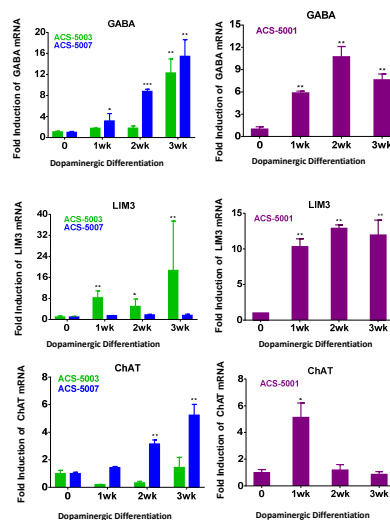 GABA
ACS-5003
ACS-5007
Fold Induction of GABA mRNA
20
16
12
8
4
0
*
***
**
**
0 1wk 2wk 3wk
Dopaminergic Differentiation
GABA
ACS-5001
Fold Induction of GABA mRNA
15
12
9
6
3
0
**
**
**
0 1wk 2wk 3wk
Dopaminergic Differentiation
LIM3
ACS-5003
ACS-5007
Fold Induction of LIM3 mRNA
40
32
24
16
8
0
**
*
**
0 1wk 2wk 3wk
Dopaminergic Differentiation
LIM3
ACS-5001
Fold Induction of LIM3 mRNA
15
10
5
0
**
**
**
0 1wk 2wk 3wk
Dopaminergic Differentiation
ChAT
ACS-5003
ACS-5007
Fold Induction of ChAT mRNA
8
6
4
2
0
**
**
0 1wk 2wk 3wk
Dopaminergic Differentiation
ChAT
ACS-5001
Fold Induction of ChAT mRNA
8
6
4
2
0
*
0 1wk 2wk 3wk
Dopaminergic Differentiation